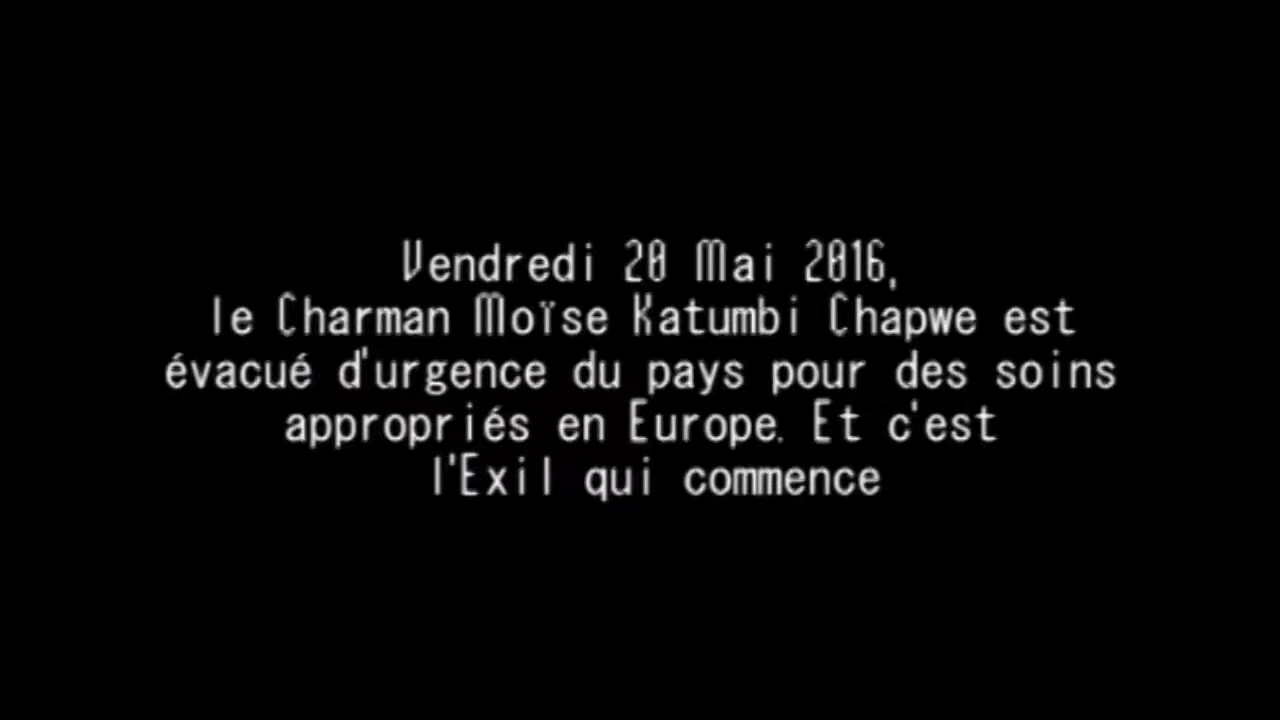 Vendredi 20 Mai 2016,
le Charman Moïse Katumbi Chapwe est
évacué d'urgence du pays pour des soins
appropriés en Europe. Et c'est
l'Exil qui commence